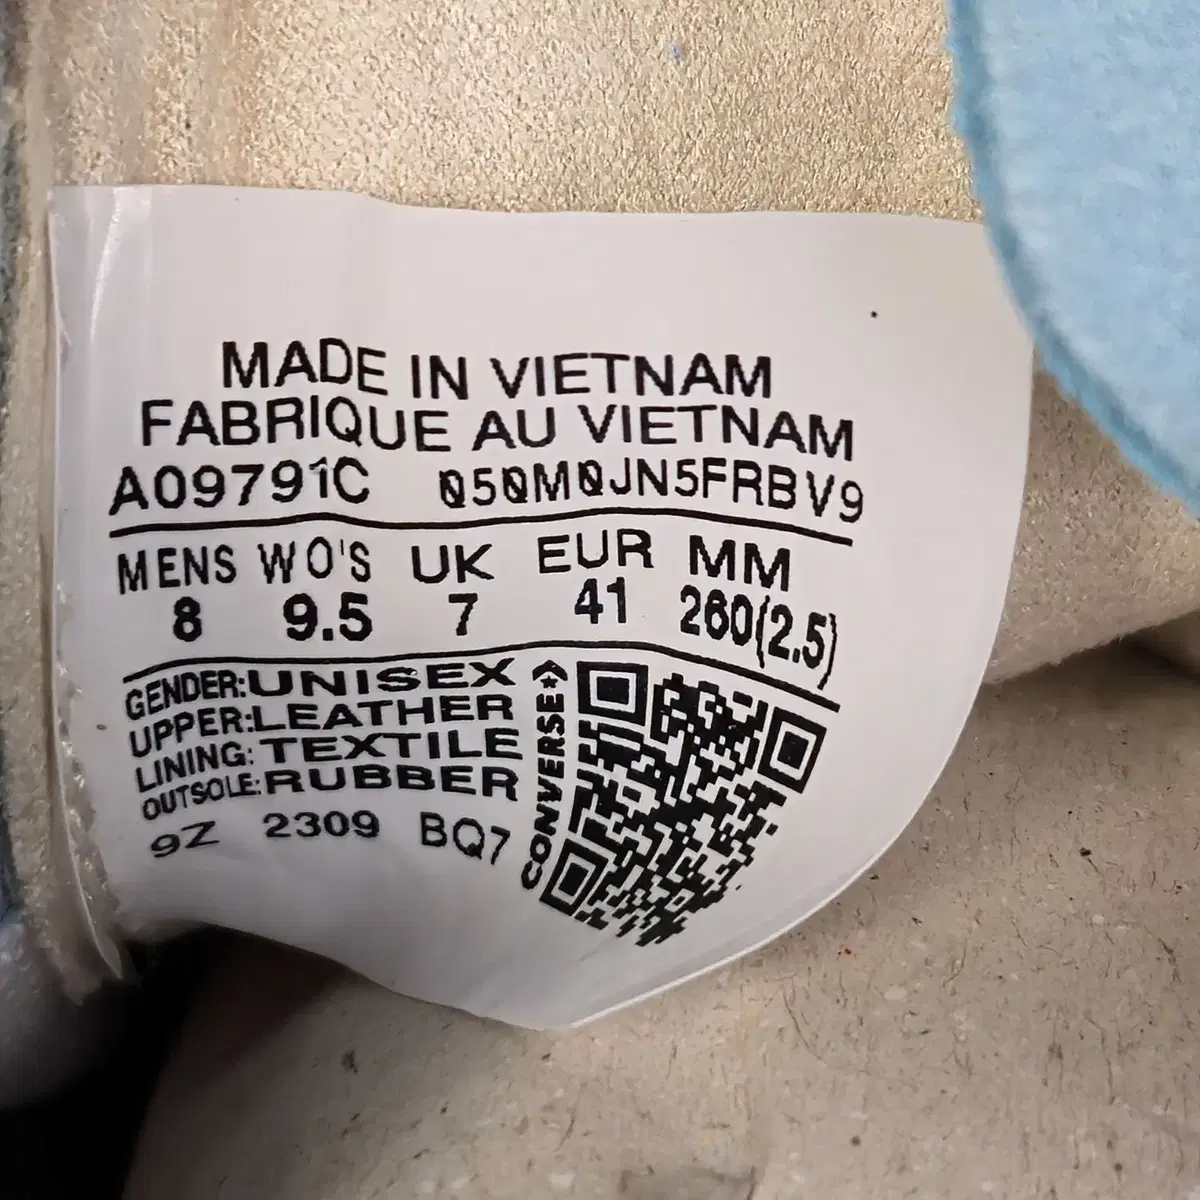 MADE IN VIETNAM
FABRIQUE AU VIETNAM
A09791C 050M0JN5FRBV9
MENS WO'S UK EUR MM
8 9.5 7 41 260(2.5)
GENDER:UNISEX
UPPER:LEATHER
LINING: TEXTILE
OUTSOLE:RUBBER
9Z 2309 BQ7
CONVERSE